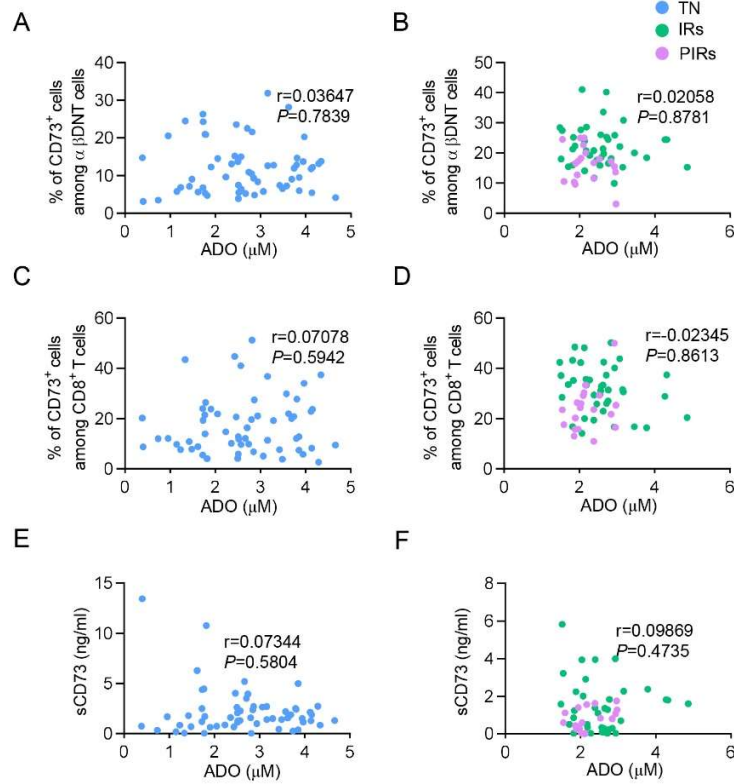 TN
IRs
PIRs
A
% of CD73+ cells
among α βDNT cells
50
40
30
20
10
0
0 1 2 3 4 5
ADO (μM)
r=0.03647
P=0.7839
B
% of CD73+ cells
among α βDNT cells
50
40
30
20
10
0
0 2 4 6
ADO (μM)
r=0.02058
P=0.8781
C
% of CD73+ cells
among CD8+ T cells
60
40
20
0
0 1 2 3 4 5
ADO (μM)
r=0.07078
P=0.5942
D
% of CD73+ cells
among CD8+ T cells
60
40
20
0
0 2 4 6
ADO (μM)
r=-0.02345
P=0.8613
E
sCD73 (ng/ml)
15
10
5
0
0 1 2 3 4 5
ADO (μM)
r=0.07344
P=0.5804
F
sCD73 (ng/ml)
8
6
4
2
0
0 2 4 6
ADO (μM)
r=0.09869
P=0.4735